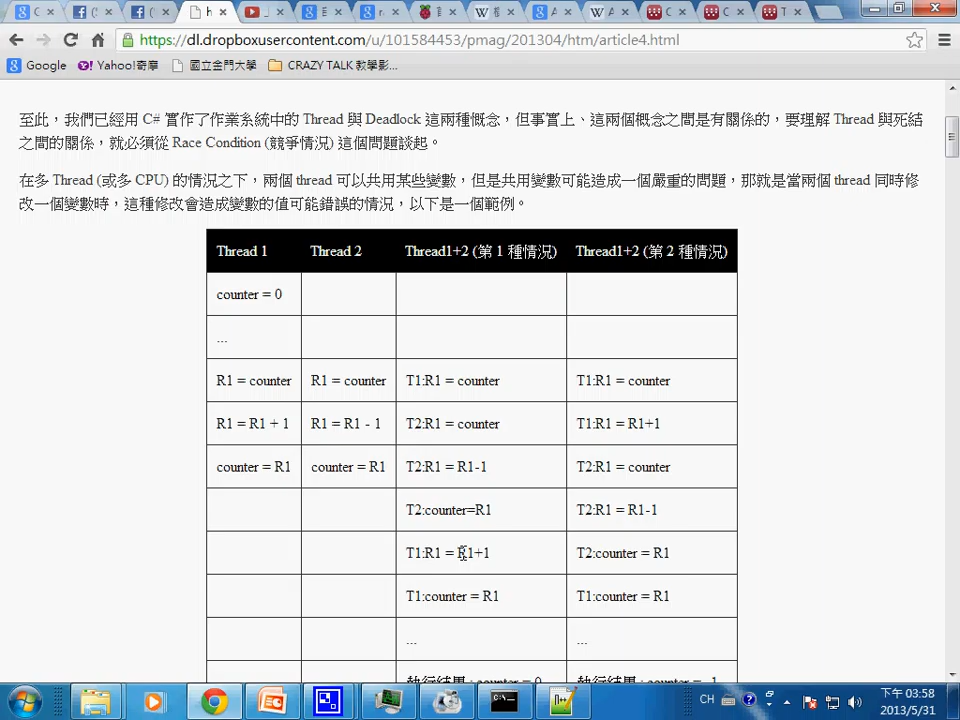 https://dl.dropboxusercontent.com/u/101584453/pmag/201304/htm/article4.html
Google Yahoo!奇摩 國立金門大學 CRAZY TALK 教學影...
至此，我們已經用 C# 實作了作業系統中的 Thread 與 Deadlock 這兩種概念，但事實上、這兩個概念之間是有關係的，要理解 Thread 與死結
之間的關係，就必須從 Race Condition (競爭情況) 這個問題談起。
在多 Thread (或多 CPU) 的情況之下，兩個 thread 可以共用某些變數，但是共用變數可能造成一個嚴重的問題，那就是當兩個 thread 同時修
改一個變數時，這種修改會造成變數的值可能錯誤的情況，以下是一個範例。
Thread 1 Thread 2 Thread1+2 (第 1 種情況) Thread1+2 (第 2 種情況)
counter = 0
...
R1 = counter R1 = counter T1:R1 = counter T1:R1 = counter
R1 = R1 + 1 R1 = R1 - 1 T2:R1 = counter T1:R1 = R1+1
counter = R1 counter = R1 T2:R1 = R1-1 T2:R1 = counter
T2:counter=R1 T2:R1 = R1-1
T1:R1 = R1+1 T2:counter = R1
T1:counter = R1 T1:counter = R1
... ...
CH
下午 03:58
2013/5/31